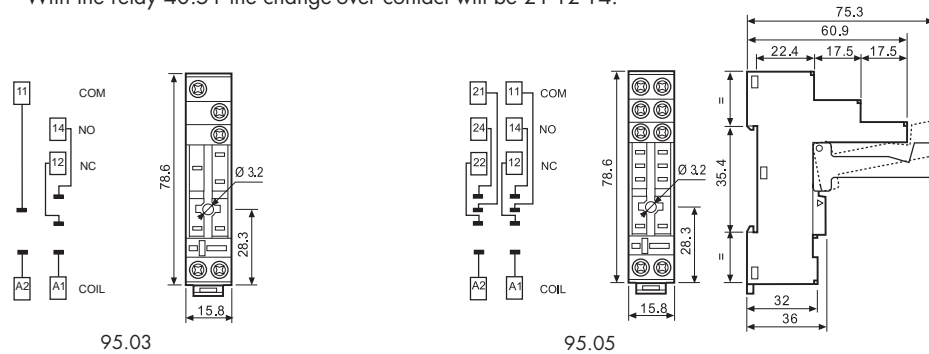 With the relay 40.31 the change over contact will be 21-12-14.
75.3
60.9
22.4 17.5 17.5
11 COM
14 NO
12 NC
78.6
Ø 3.2
28.3
A2 A1 COIL
15.8
95.03
21 11 COM
24 14 NO
22 12 NC
78.6
Ø 3.2
28.3
A2 A1 COIL
15.8
95.05
=
35.4
=
32
36